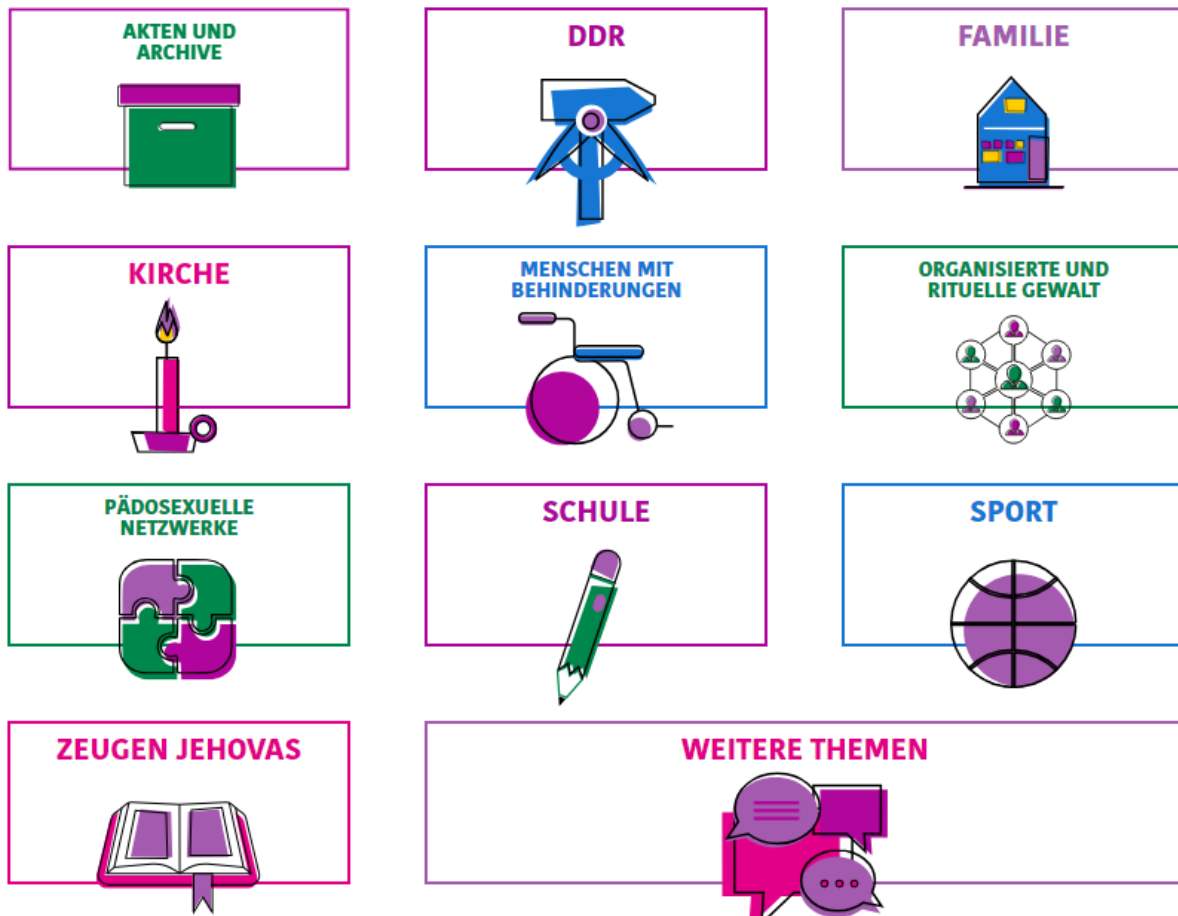 AKTEN UND
ARCHIVE
DDR
FAMILIE
KIRCHE
MENSCHEN MIT
BEHINDERUNGEN
ORGANISIERTE UND
RITUELLE GEWALT
PÄDOSEXUELLE
NETZWERKE
SCHULE
SPORT
ZEUGEN JEHOVAS
WEITERE THEMEN